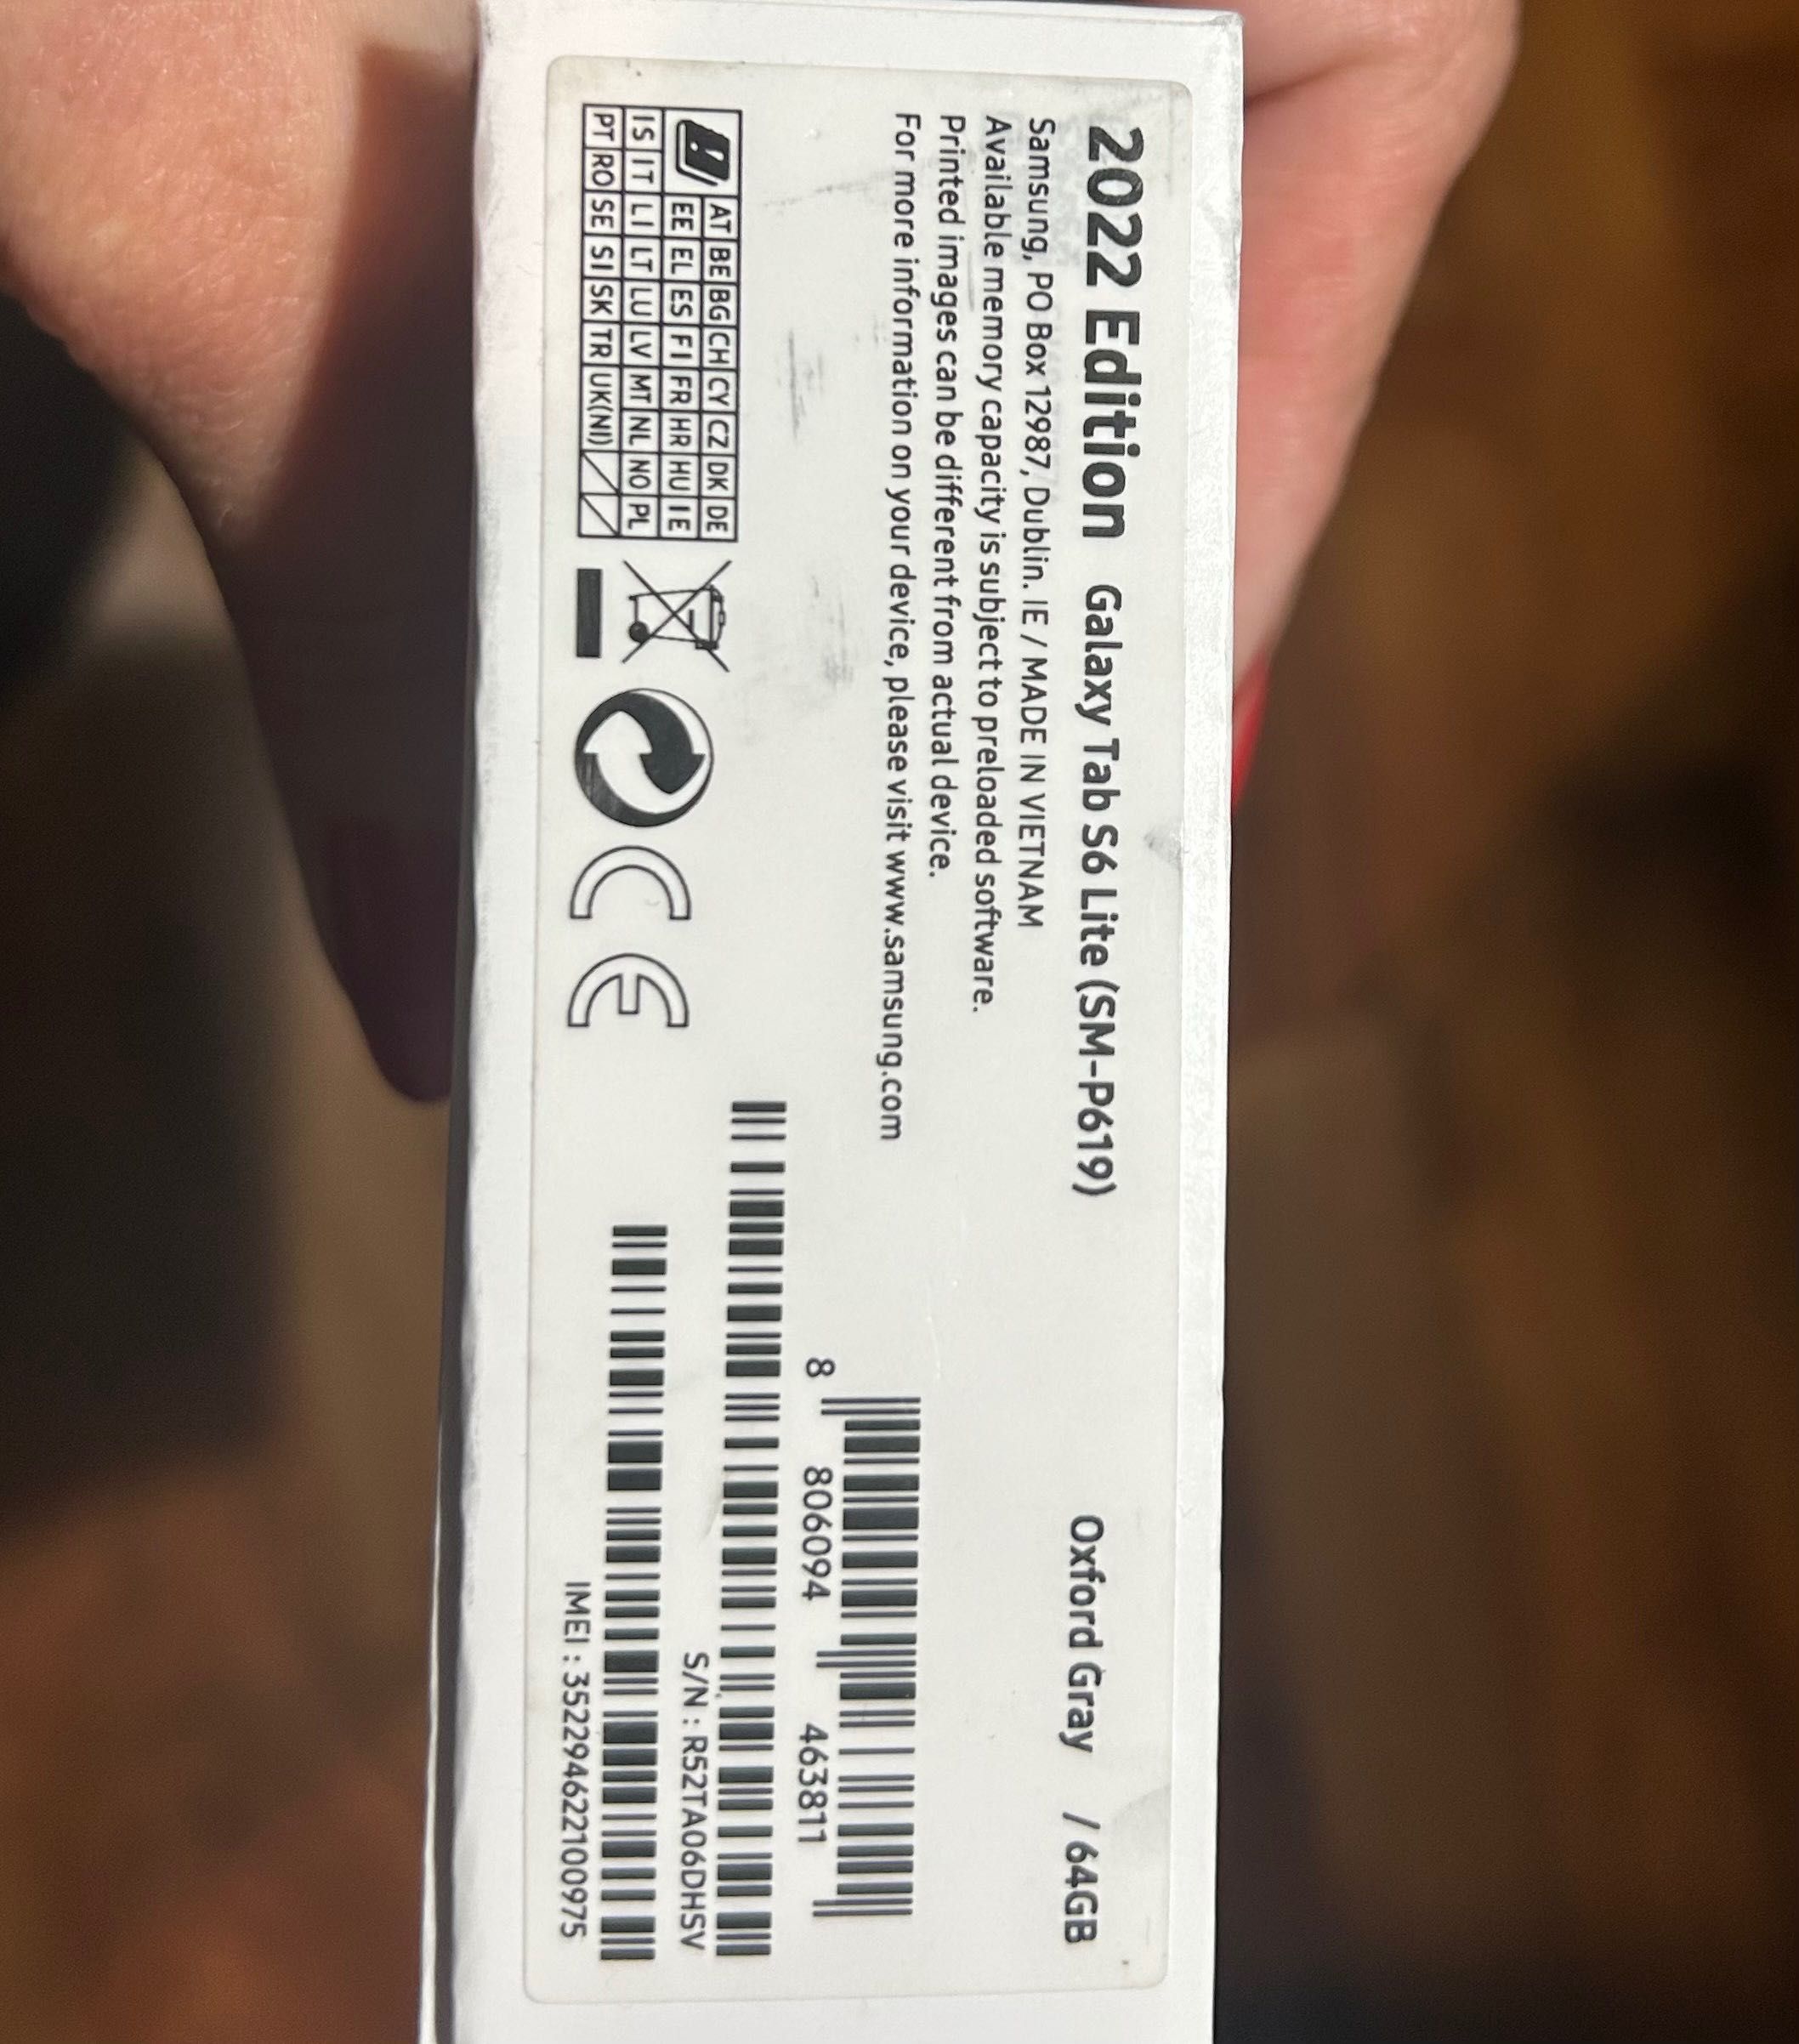 2022 Edition Galaxy Tab S6 Lite (SM-P619) Oxford Gray / 64GB
Samsung, PO Box 12987, Dublin. IE / MADE IN VIETNAM
Available memory capacity is subject to preloaded software.
Printed images can be different from actual device.
For more information on your device, please visit www.samsung.com
8 806094 463811
AT BE BG CH CY CZ DK DE
EE EL ES FI FR HR HU IE
IS IT LI LT LU LV MT NL NO PL
PT RO SE SI SK TR UK(NI)
CE
S/N : R52TA06DHSV
IMEI : 352294622100975